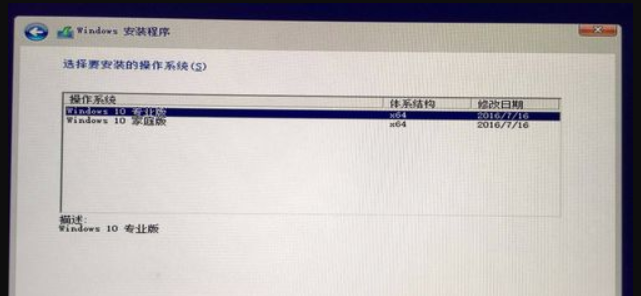 Windows 安装程序
选择要安装的操作系统(S)
操作系统 体系结构 修改日期
Windows 10 专业版 x64 2016/7/16
Windows 10 家庭版 x64 2016/7/16
描述:
Windows 10 专业版